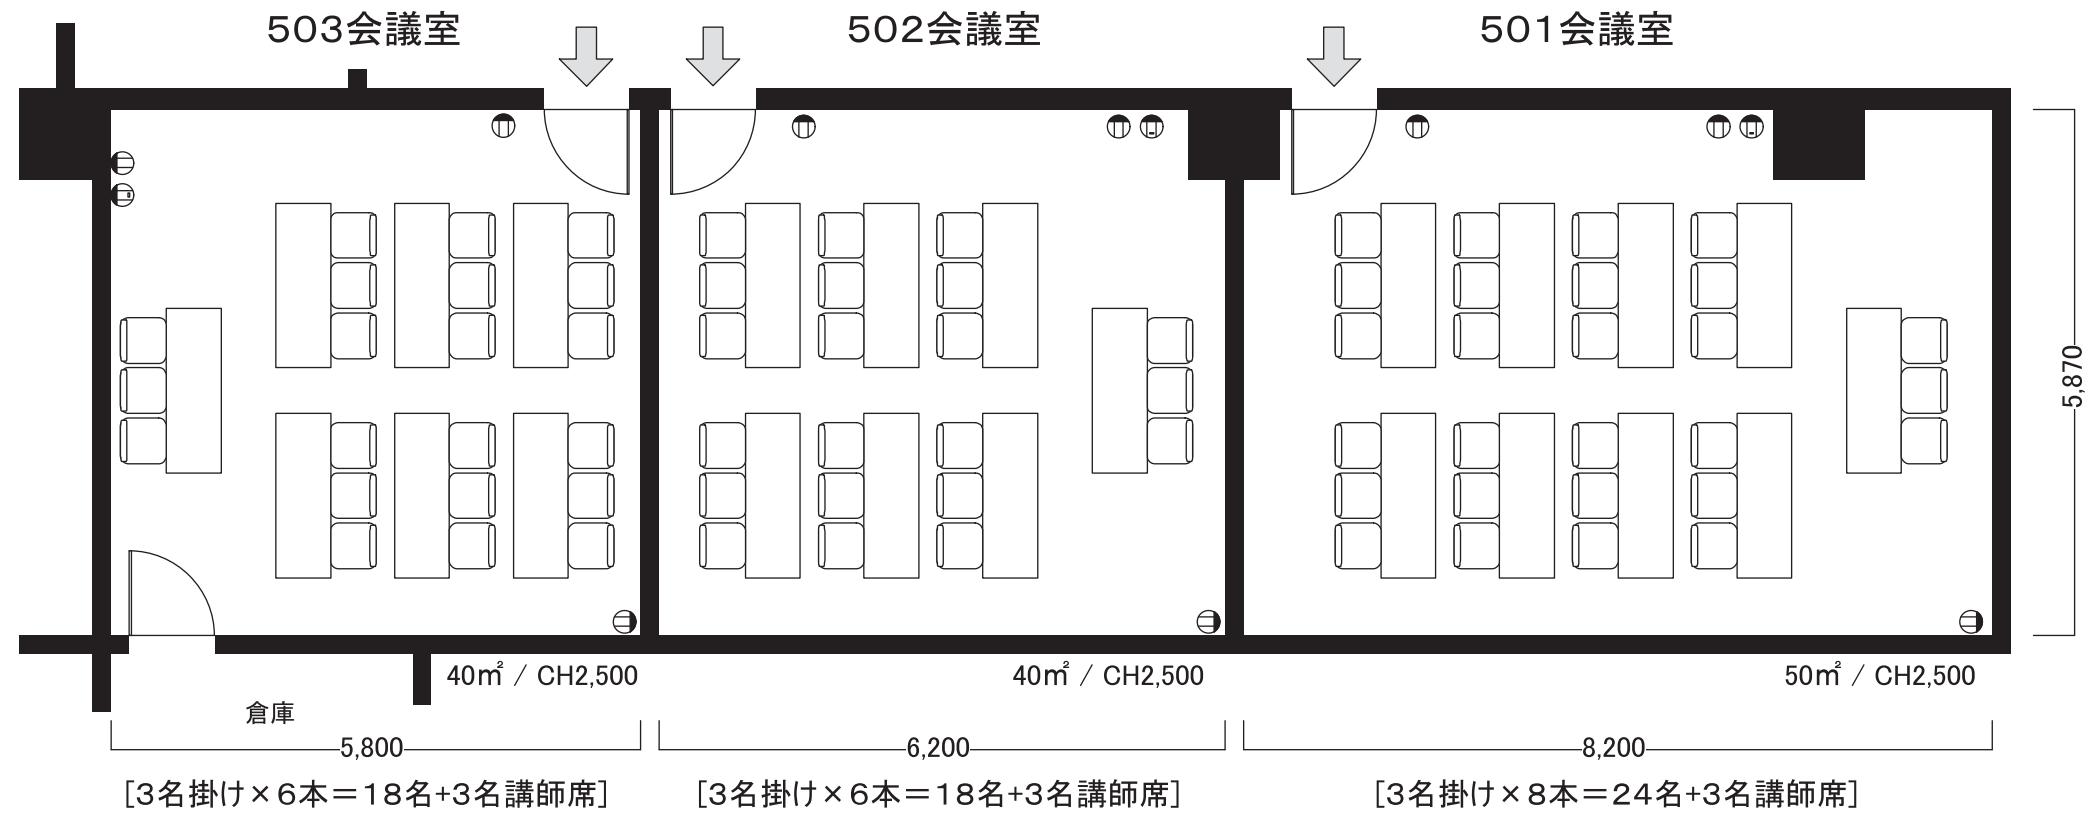 503会議室
502会議室
501会議室
5,870
40㎡ / CH2,500
40㎡ / CH2,500
50㎡ / CH2,500
倉庫
5,800
6,200
8,200
[3名掛け×6本=18名+3名講師席]
[3名掛け×6本=18名+3名講師席]
[3名掛け×8本=24名+3名講師席]